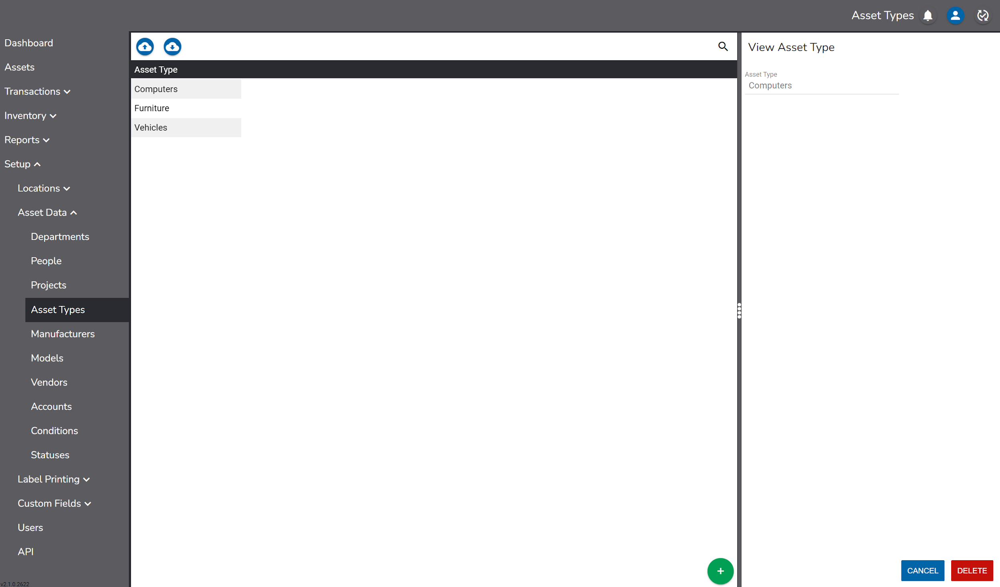 Asset Types
Dashboard
Assets
Transactions
Inventory
Reports
Setup
Locations
Asset Data
Departments
People
Projects
Asset Types
Manufacturers
Models
Vendors
Accounts
Conditions
Statuses
Label Printing
Custom Fields
Users
API
v2.1.0.2622
Asset Type
Computers
Furniture
Vehicles
+
View Asset Type
Asset Type
Computers
CANCEL
DELETE